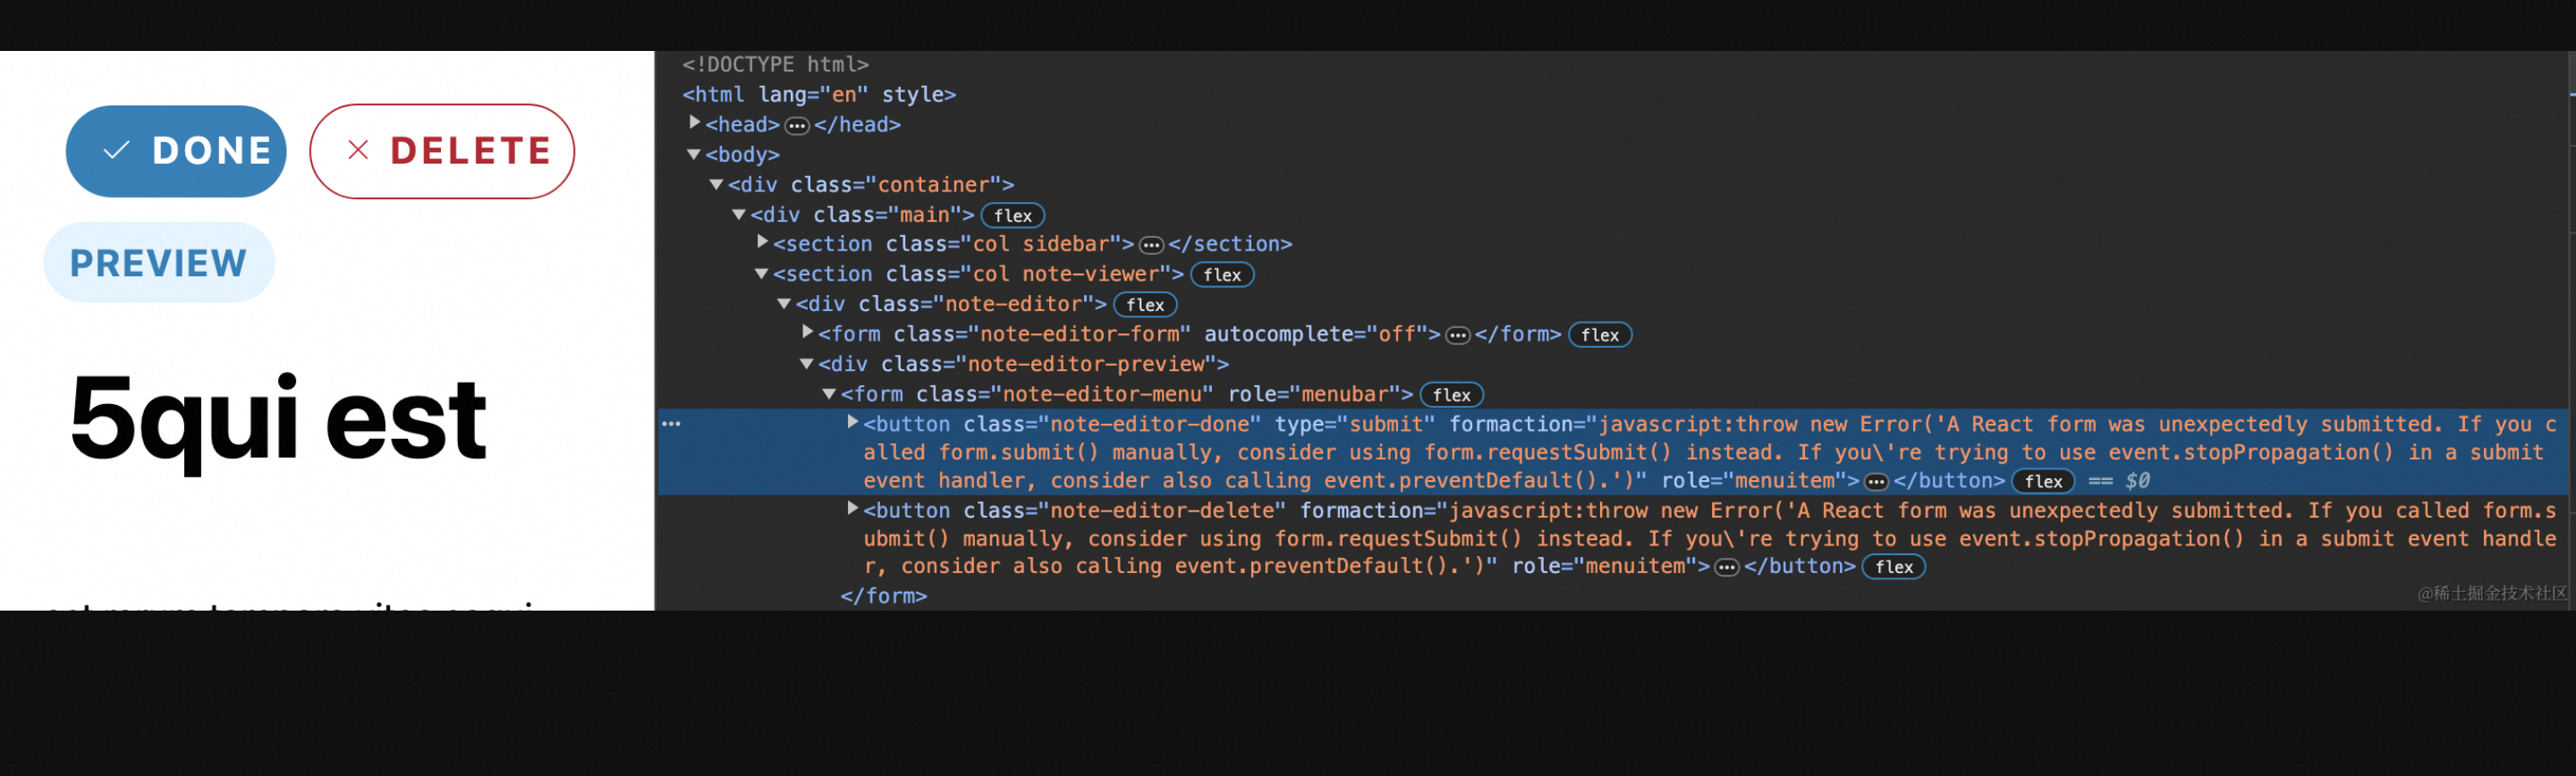 DONE
DELETE
PREVIEW
5qui est
<!DOCTYPE html>
<html lang="en" style>
<head> ••• </head>
<body>
<div class="container">
<div class="main"> flex
<section class="col sidebar"> ••• </section>
<section class="col note-viewer"> flex
<div class="note-editor"> flex
<form class="note-editor-form" autocomplete="off"> ••• </form> flex
<div class="note-editor-preview">
<form class="note-editor-menu" role="menubar"> flex
••• <button class="note-editor-done" type="submit" formaction="javascript:throw new Error('A React form was unexpectedly submitted. If you c
alled form.submit() manually, consider using form.requestSubmit() instead. If you\'re trying to use event.stopPropagation() in a submit
event handler, consider also calling event.preventDefault().')" role="menuitem"> ••• </button> flex == $0
<button class="note-editor-delete" formaction="javascript:throw new Error('A React form was unexpectedly submitted. If you called form.s
ubmit() manually, consider using form.requestSubmit() instead. If you\'re trying to use event.stopPropagation() in a submit event handle
r, consider also calling event.preventDefault().')" role="menuitem"> ••• </button> flex
</form>
@稀土掘金技术社区